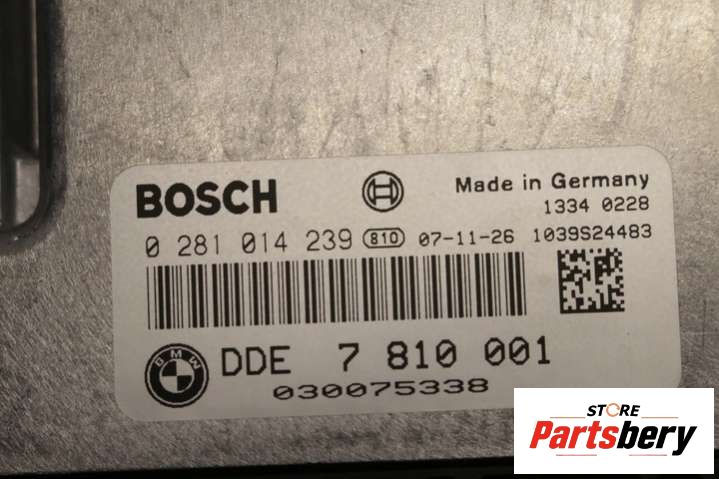 BOSCH
Made in Germany
1334 0228
0 281 014 239 810 07-11-26 1039S24483
BMW
DDE 7 810 001
030075338
STORE
Partsbery